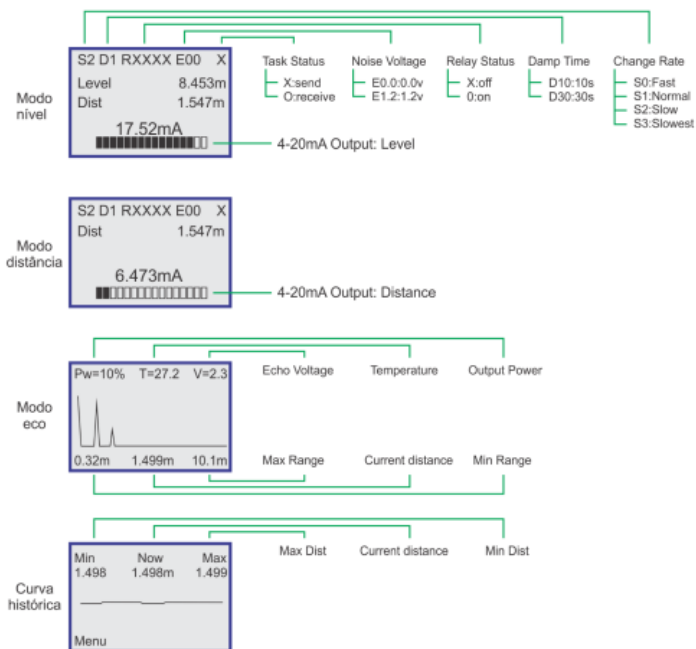 S2 D1 RXXXX E00 X
Level 8.453m
Dist 1.547m
17.52mA
Modo nível
Task Status
X:send
O:receive
Noise Voltage
E0.0:0.0v
E1.2:1.2v
Relay Status
X:off
0:on
Damp Time
D10:10s
D30:30s
Change Rate
S0:Fast
S1:Normal
S2:Slow
S3:Slowest
4-20mA Output: Level
S2 D1 RXXXX E00 X
Dist 1.547m
6.473mA
Modo distância
4-20mA Output: Distance
Pw=10% T=27.2 V=2.3
0.32m 1.499m 10.1m
Modo eco
Echo Voltage Temperature Output Power
Max Range Current distance Min Range
Min Now Max
1.498 1.498m 1.499
Menu
Curva histórica
Max Dist Current distance Min Dist